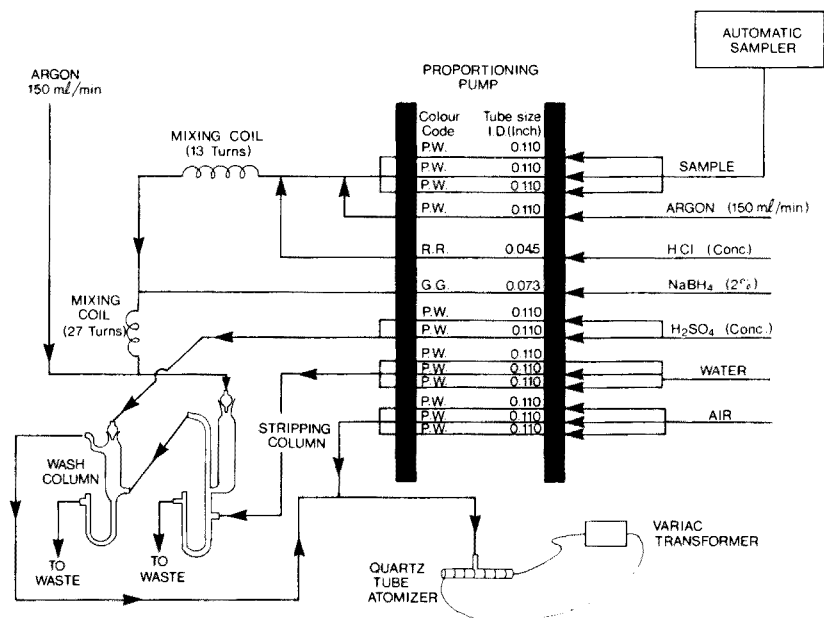 AUTOMATIC
SAMPLER
ARGON
150 ml/min
PROPORTIONING
PUMP
MIXING COIL
(13 Turns)
Colour
Code
Tube size
I.D.(Inch)
P.W. 0.110
P.W. 0.110
P.W. 0.110
SAMPLE
P.W. 0.110
ARGON (150 ml/min)
R.R. 0.045
HCl (Conc.)
G.G. 0.073
NaBH4 (2%)
MIXING
COIL
(27 Turns)
P.W. 0.110
P.W. 0.110
H2SO4 (Conc.)
P.W. 0.110
P.W. 0.110
P.W. 0.110
WATER
P.W. 0.110
P.W. 0.110
P.W. 0.110
AIR
STRIPPING
COLUMN
WASH
COLUMN
TO
WASTE
TO
WASTE
QUARTZ
TUBE
ATOMIZER
VARIAC
TRANSFORMER